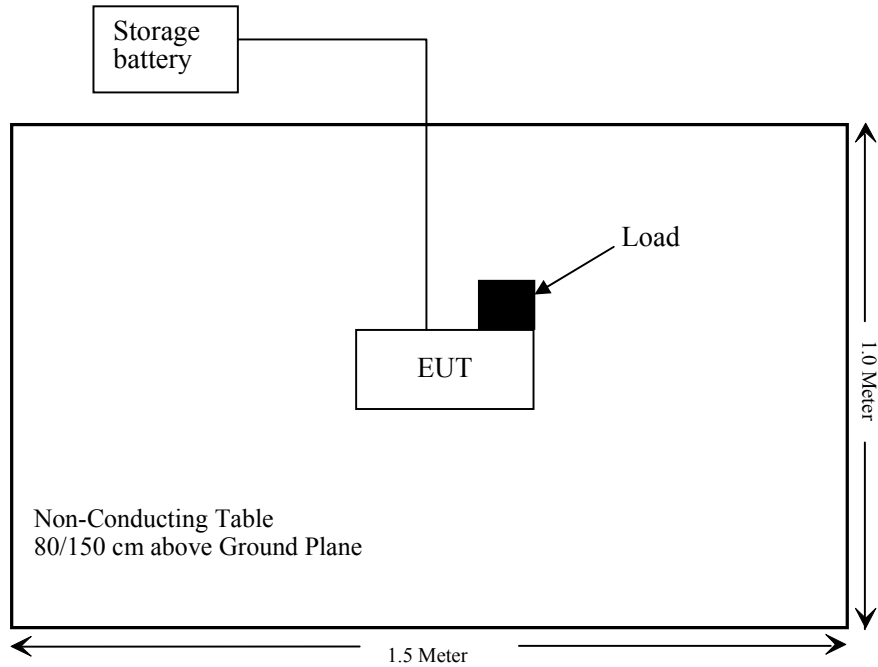 Storage
battery
Load
EUT
1.0 Meter
Non-Conducting Table
80/150 cm above Ground Plane
1.5 Meter